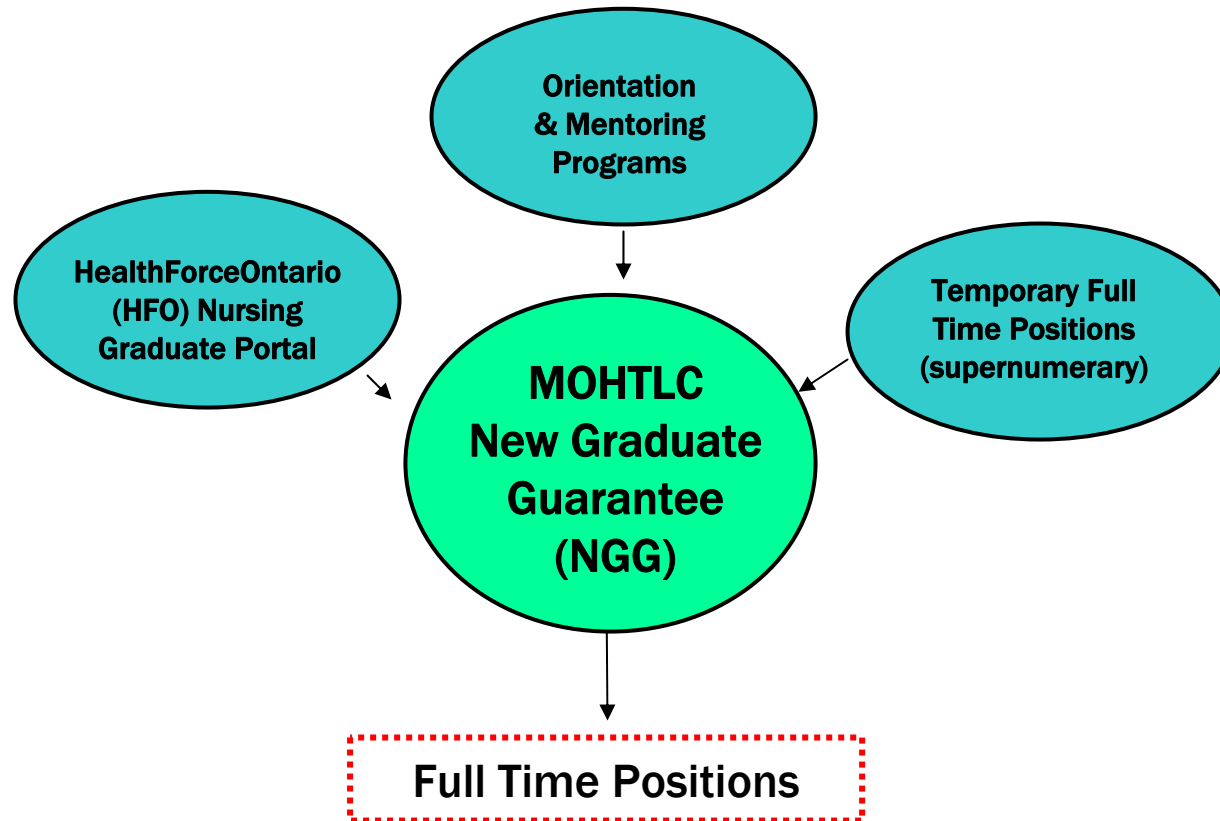 Orientation
& Mentoring
Programs
HealthForceOntario
(HFO) Nursing
Graduate Portal
Temporary Full
Time Positions
(supernumerary)
MOHTLC
New Graduate
Guarantee
(NGG)
Full Time Positions